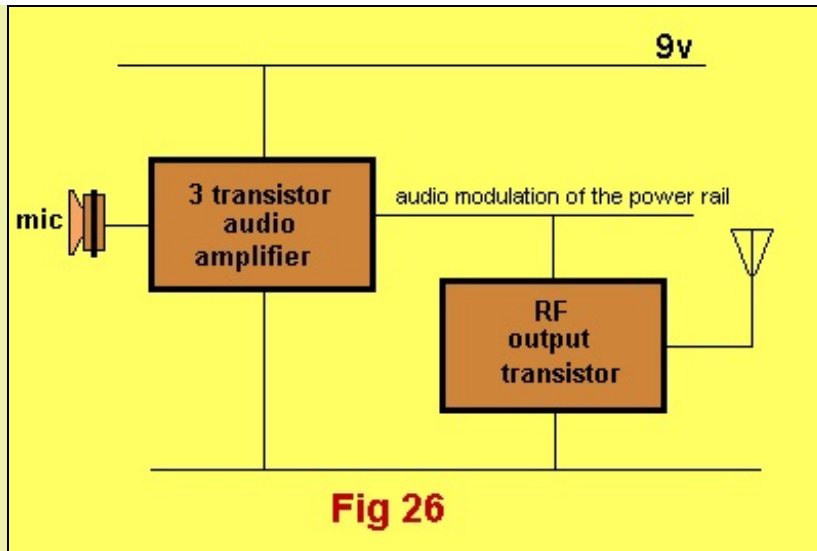 9v
mic
3 transistor
audio
amplifier
audio modulation of the power rail
RF
output
transistor
Fig 26